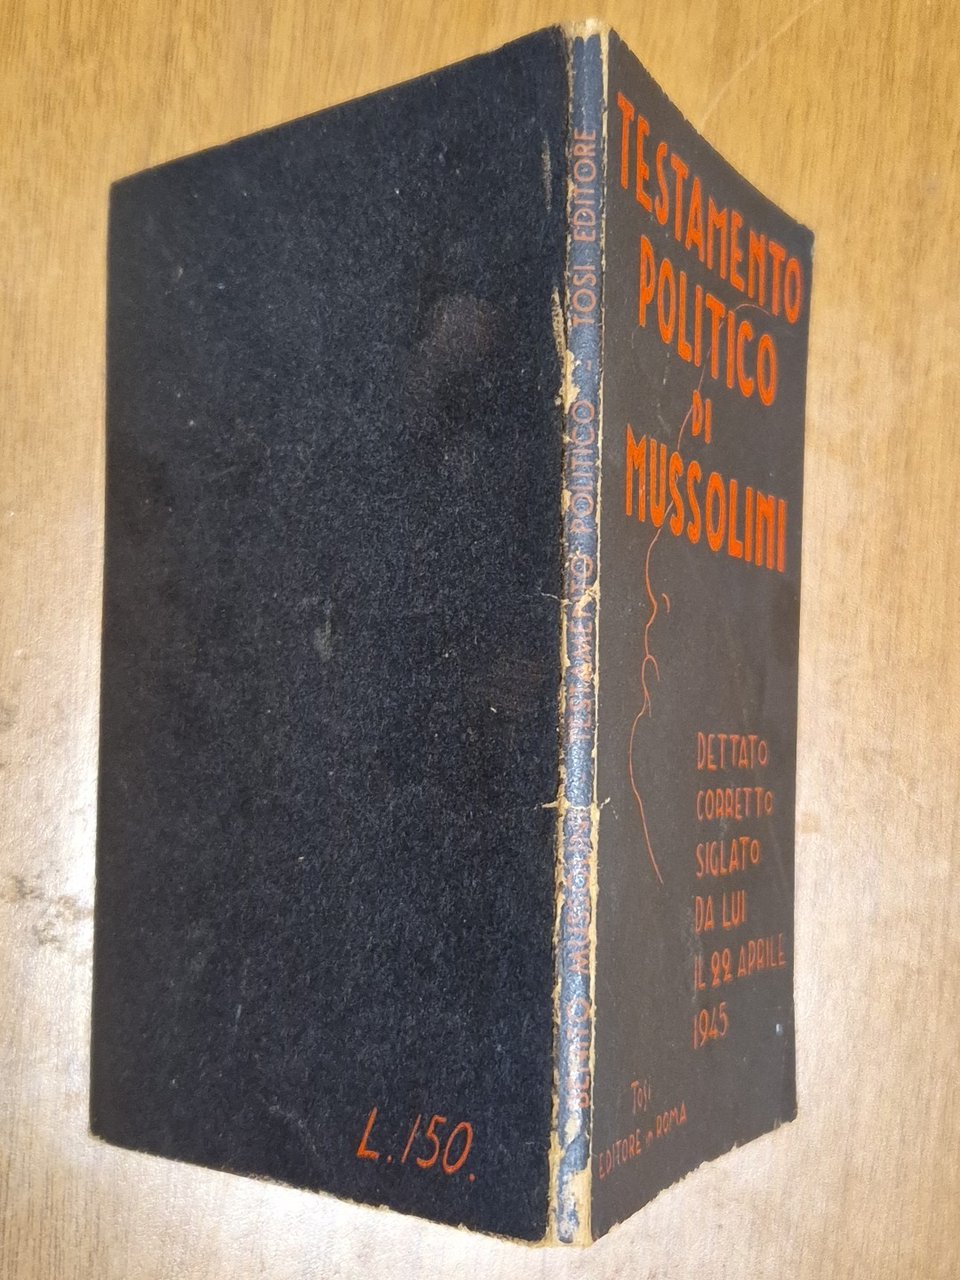 TESTAMENTO
POLITICO
DI
MUSSOLINI
DETTATO
CORRETTO
SIGLATO
DA LUI
IL 22 APRILE
1945
TOSI
EDITORE in ROMA
BENITO MUSSOLINI TESTAMENTO POLITICO - TOSI EDITORE
L. 150.